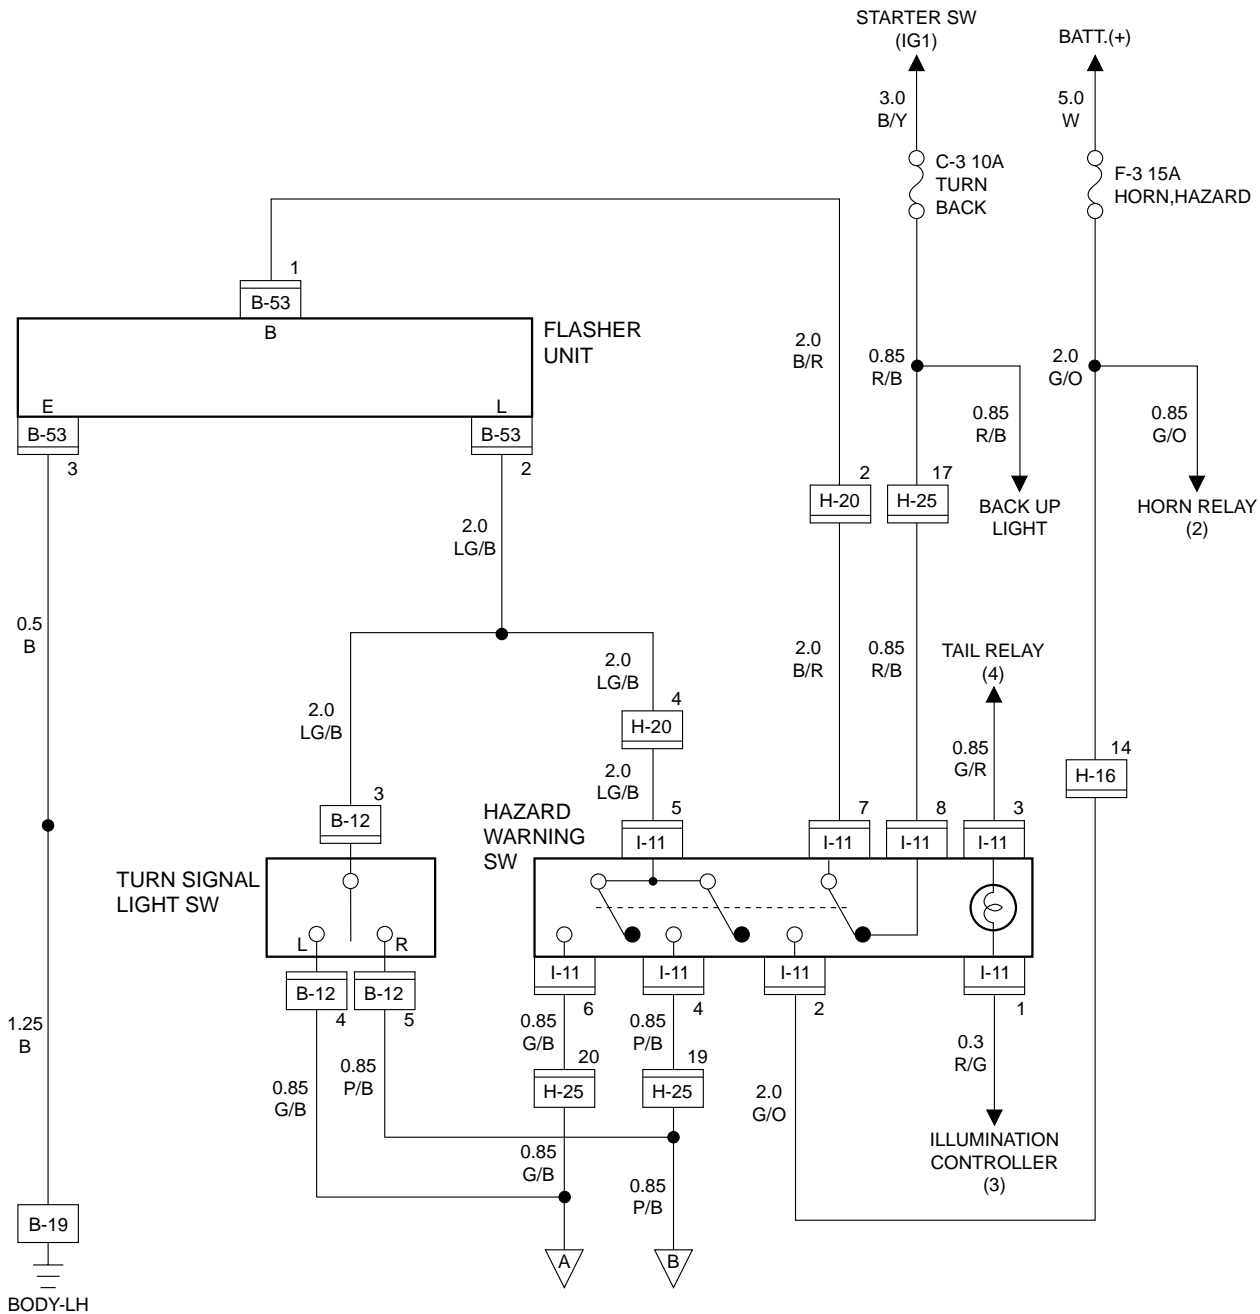 STARTER SW
(IG1)
BATT.(+)
3.0
B/Y
5.0
W
C-3 10A
TURN
BACK
F-3 15A
HORN,HAZARD
1
B-53
B
FLASHER
UNIT
E
L
B-53
3
B-53
2
2.0
B/R
0.85
R/B
2.0
G/O
0.85
R/B
0.85
G/O
2
H-20
17
H-25
BACK UP
LIGHT
HORN RELAY
(2)
2.0
LG/B
0.5
B
2.0
LG/B
2.0
LG/B
4
H-20
2.0
LG/B
2.0
B/R
0.85
R/B
TAIL RELAY
(4)
0.85
G/R
14
H-16
3
B-12
HAZARD
WARNING
SW
5
I-11
7
I-11
8
I-11
3
I-11
TURN SIGNAL
LIGHT SW
L
R
B-12
4
B-12
5
I-11
6
I-11
4
I-11
2
I-11
1
1.25
B
0.85
G/B
0.85
P/B
0.85
G/B
0.85
P/B
20
H-25
19
H-25
2.0
G/O
0.3
R/G
ILLUMINATION
CONTROLLER
(3)
0.85
G/B
0.85
P/B
B-19
BODY-LH
A
B